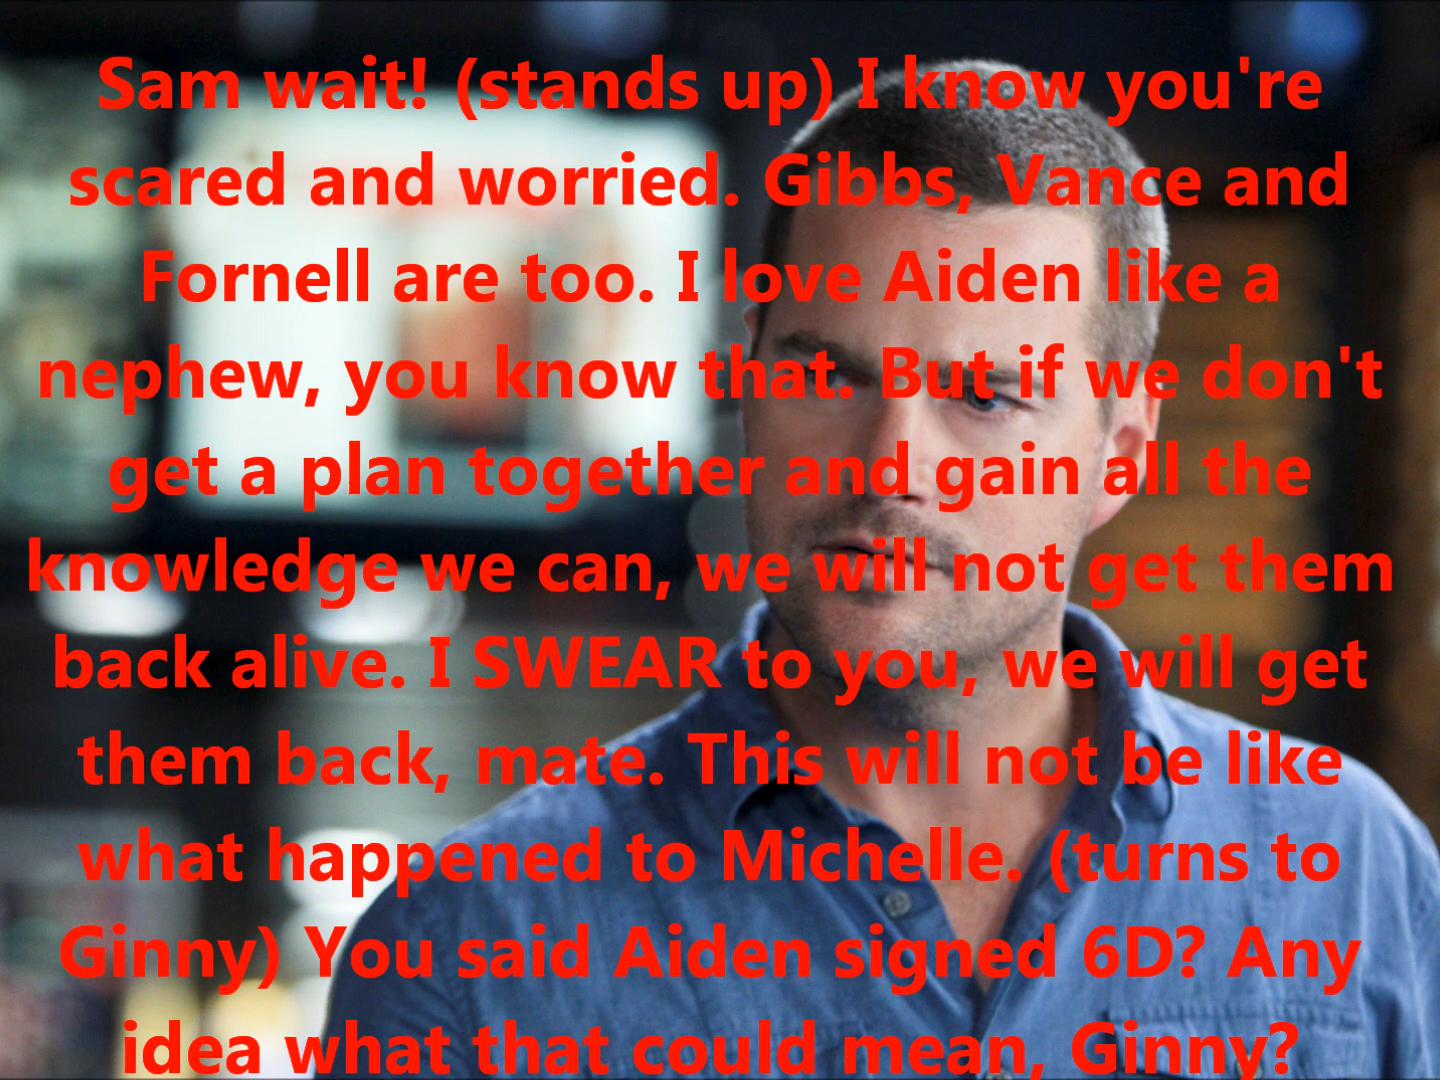 Sam wait! (stands up) I know you're
scared and worried. Gibbs, Vance and
Fornell are too. I love Aiden like a
nephew, you know that. But if we don't
get a plan together and gain all the
knowledge we can, we will not get them
back alive. I SWEAR to you, we will get
them back, mate. This will not be like
what happened to Michelle. (turns to
Ginny) You said Aiden signed 6D? Any
idea what that could mean, Ginny?